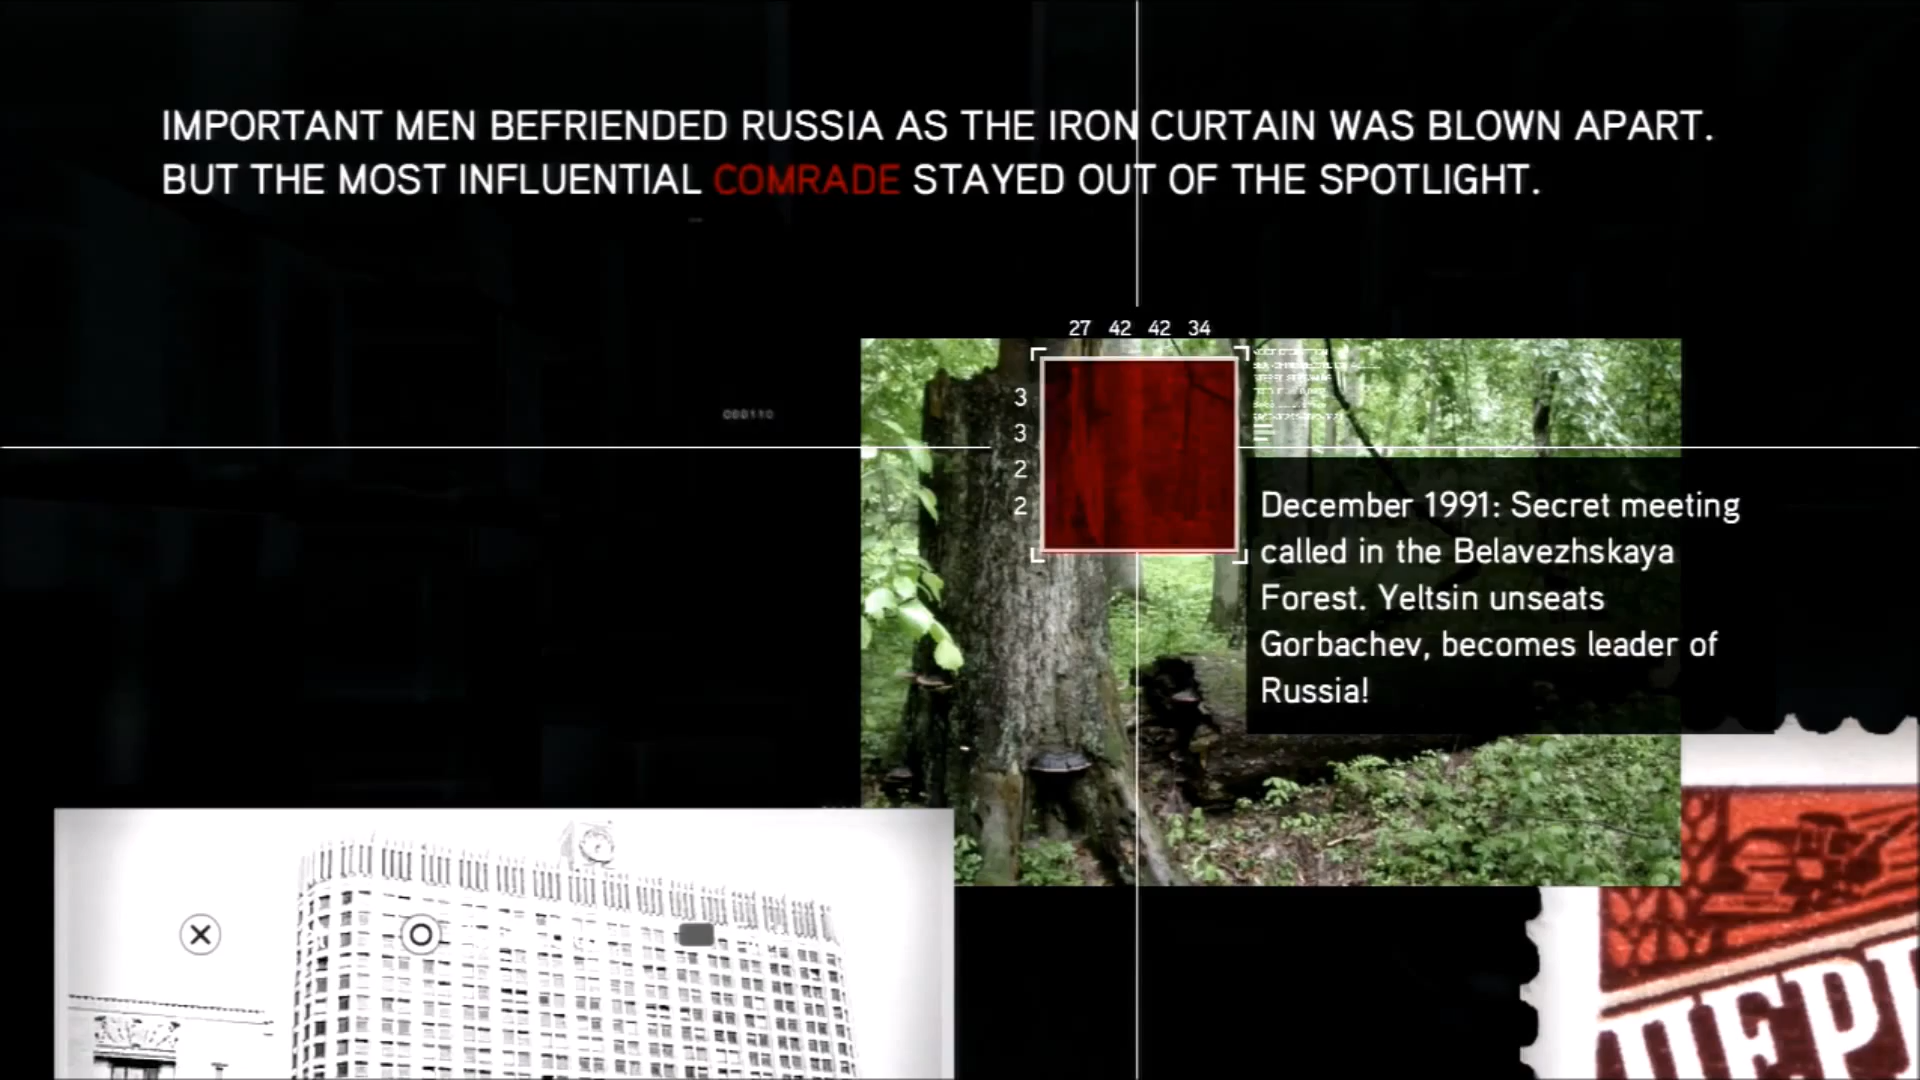 IMPORTANT MEN BEFRIENDED RUSSIA AS THE IRON CURTAIN WAS BLOWN APART.
BUT THE MOST INFLUENTIAL COMRADE STAYED OUT OF THE SPOTLIGHT.
27 42 42 34
3
3
2
2
December 1991: Secret meeting
called in the Belavezhskaya
Forest. Yeltsin unseats
Gorbachev, becomes leader of
Russia!